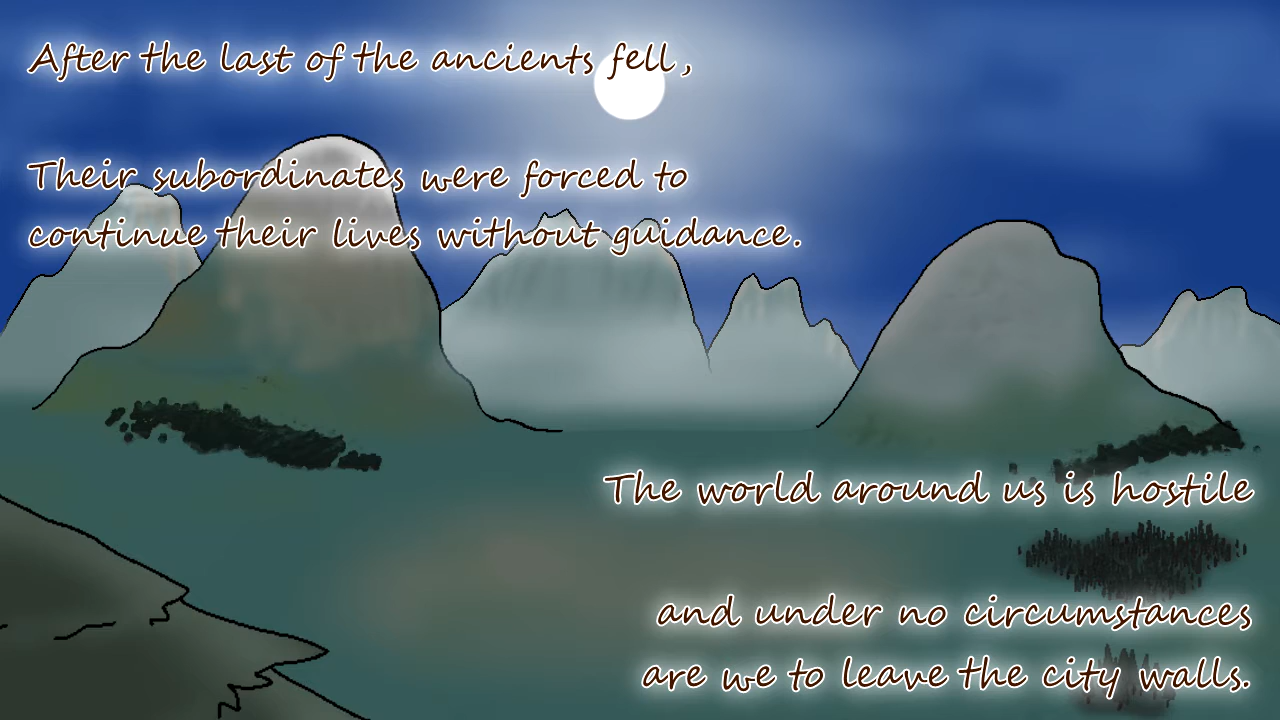 After the last of the ancients fell,
Their subordinates were forced to
continue their lives without guidance.
The world around us is hostile
and under no circumstances
are we to leave the city walls.